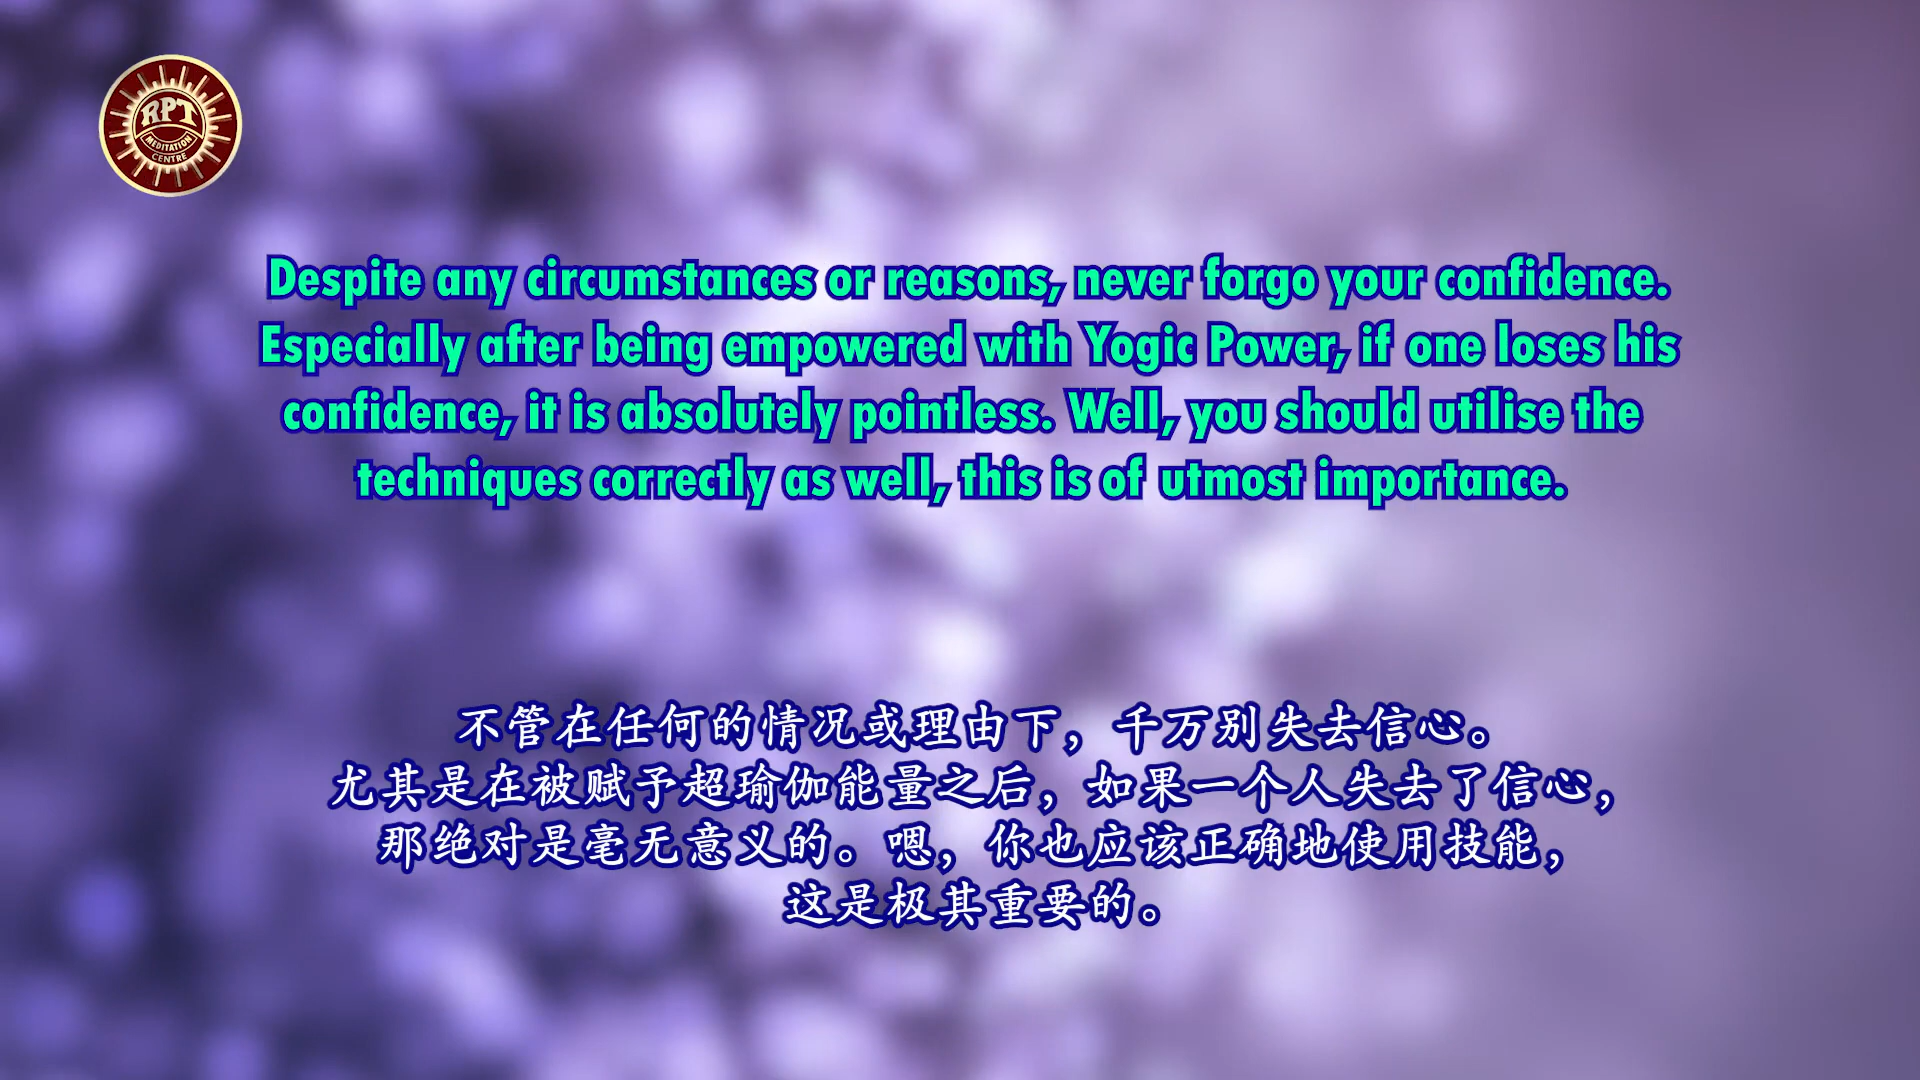 RPT
MEDITATION
CENTRE
Despite any circumstances or reasons, never forgo your confidence.
Especially after being empowered with Yogic Power, if one loses his
confidence, it is absolutely pointless. Well, you should utilise the
techniques correctly as well, this is of utmost importance.
不管在任何的情况或理由下，千万别失去信心。
尤其是在被赋予超瑜伽能量之后，如果一个人失去了信心，
那绝对是毫无意义的。嗯，你也应该正确地使用技能，
这是极其重要的。